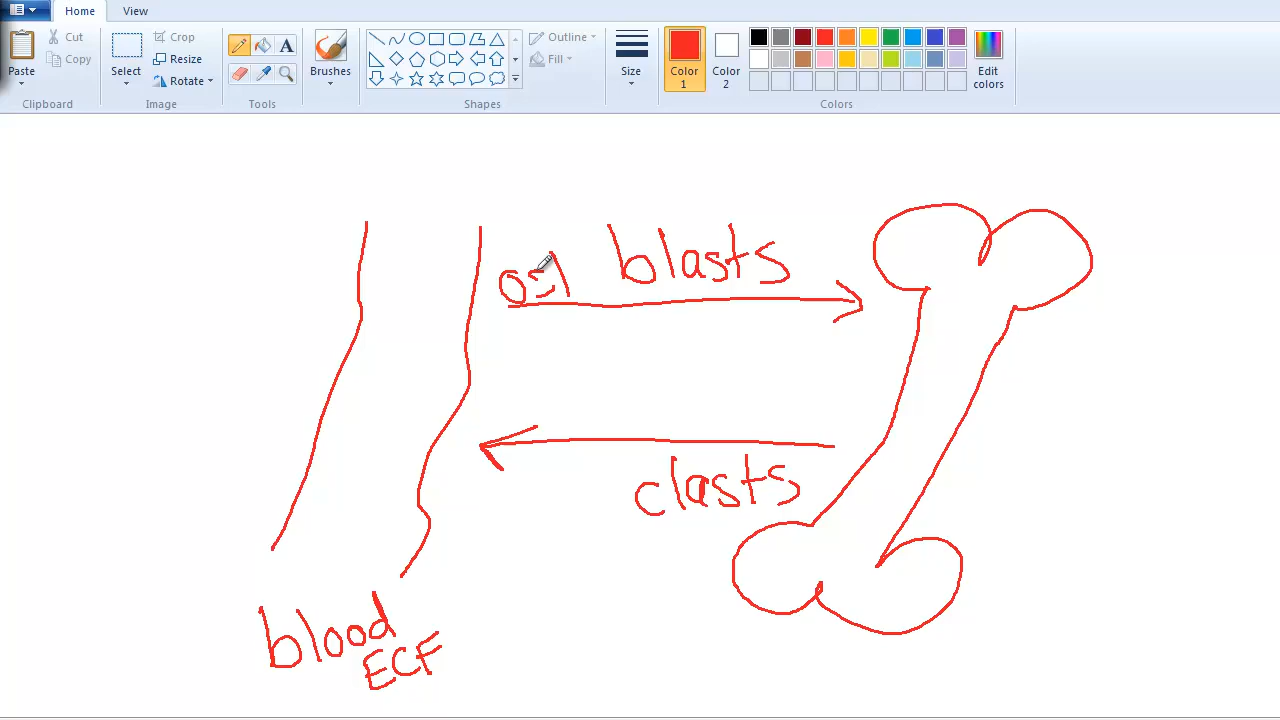 Home View
Paste
Cut
Copy
Clipboard
Select
Crop
Resize
Rotate
Image
A
Tools
Brushes
Outline
Fill
Shapes
Size
Color 1
Color 2
Edit colors
Colors
blasts
clasts
blood
ECF